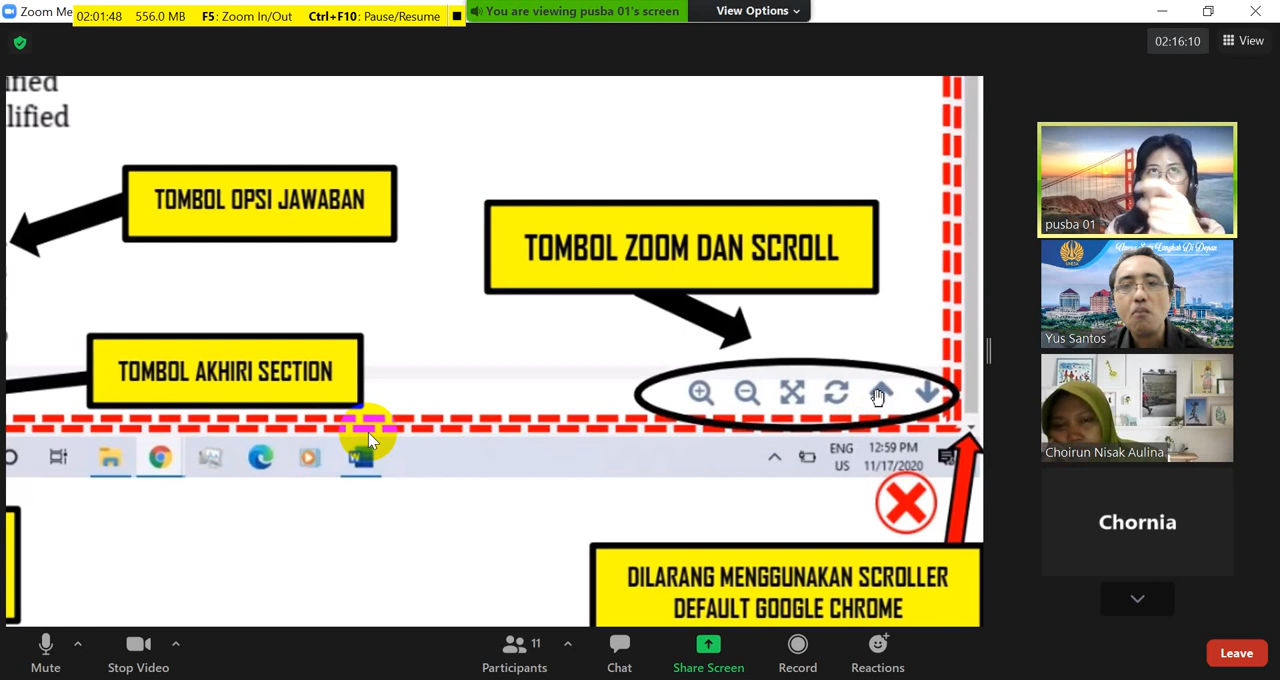 Zoom Me
02:01:48 556.0 MB F5: Zoom In/Out Ctrl+F10: Pause/Resume
You are viewing pusba 01's screen
View Options
02:16:10
View
lified
TOMBOL OPSI JAWABAN
TOMBOL ZOOM DAN SCROLL
TOMBOL AKHIRI SECTION
ENG
US
12:59 PM
11/17/2020
DILARANG MENGGUNAKAN SCROLLER
DEFAULT GOOGLE CHROME
pusba 01
UNESA
Yus Santos
Choirun Nisak Aulina
Chornia
Mute
Stop Video
Participants
11
Chat
Share Screen
Record
Reactions
Leave